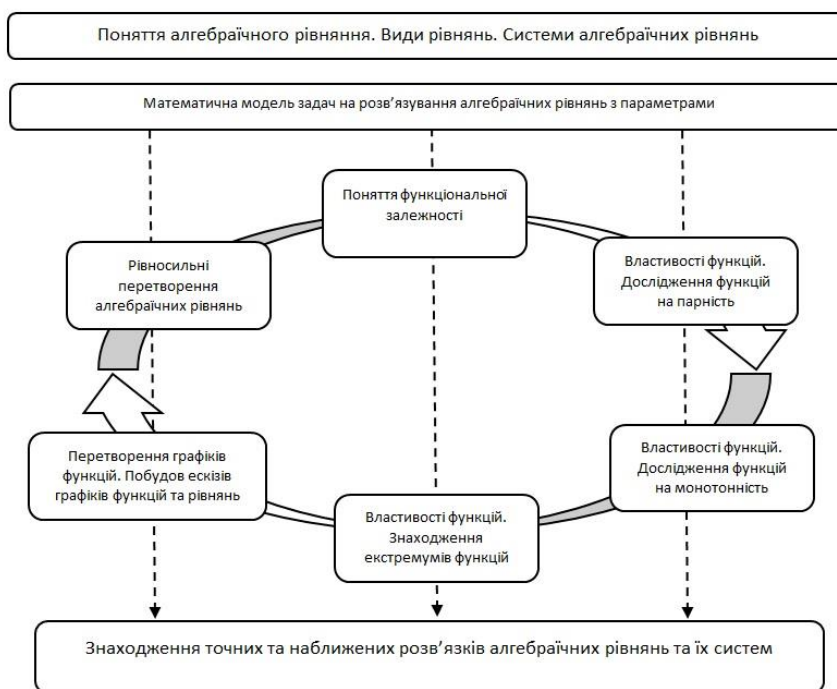 Поняття алгебраїчного рівняння. Види рівнянь. Системи алгебраїчних рівнянь
Математична модель задач на розв’язування алгебраїчних рівнянь з параметрами
Поняття функціональної
залежності
Рівносильні
перетворення
алгебраїчних рівнянь
Властивості функцій.
Дослідження функцій
на парність
Перетворення графіків
функцій. Побудов ескізів
графіків функцій та рівнянь
Властивості функцій.
Дослідження функцій
на монотонність
Властивості функцій.
Знаходження
екстремумів функцій
Знаходження точних та наближених розв’язків алгебраїчних рівнянь та їх систем